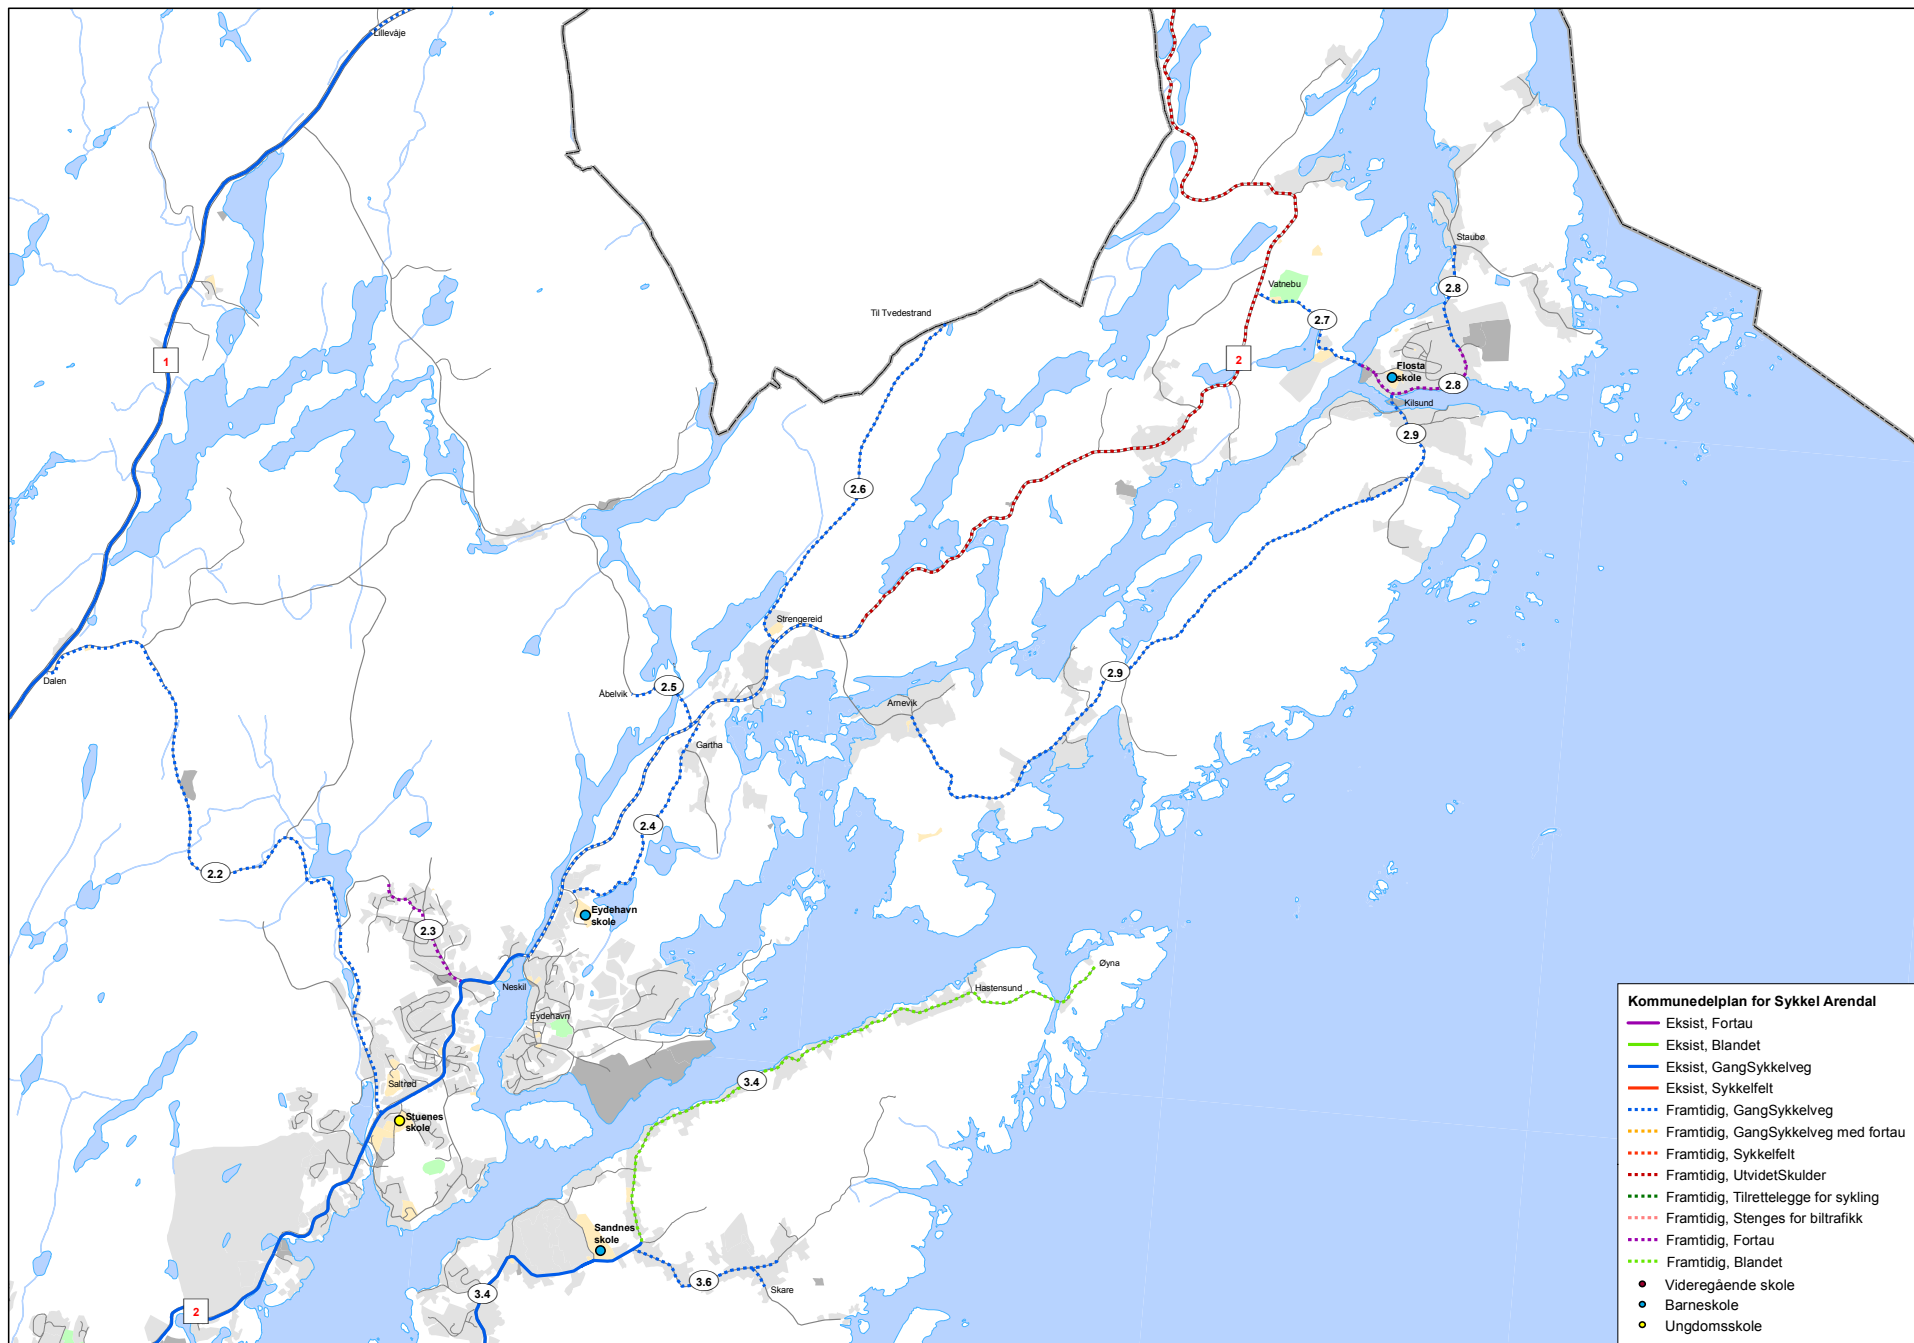 Lillevåje
Staubø
2.8
Vatnebu
Til Tvedestrand
2.7
1
2
Flosta
skole
2.8
Kilsund
2.9
2.6
Strengereid
Dalen
Åbelvik
2.5
2.9
Arnevik
Gartha
2.4
2.2
Eydehavn
skole
2.3
Øyna
Neskil
Hastensund
Eydehavn
Saltrød
3.4
Stuenes
skole
Sandnes
skole
3.6
Skare
3.4
2
Kommunedelplan for Sykkel Arendal
Eksist, Fortau
Eksist, Blandet
Eksist, GangSykkelveg
Eksist, Sykkelfelt
Framtidig, GangSykkelveg
Framtidig, GangSykkelveg med fortau
Framtidig, Sykkelfelt
Framtidig, UtvidetSkulder
Framtidig, Tilrettelegge for sykling
Framtidig, Stenges for biltrafikk
Framtidig, Fortau
Framtidig, Blandet
Videregående skole
Barneskole
Ungdomsskole